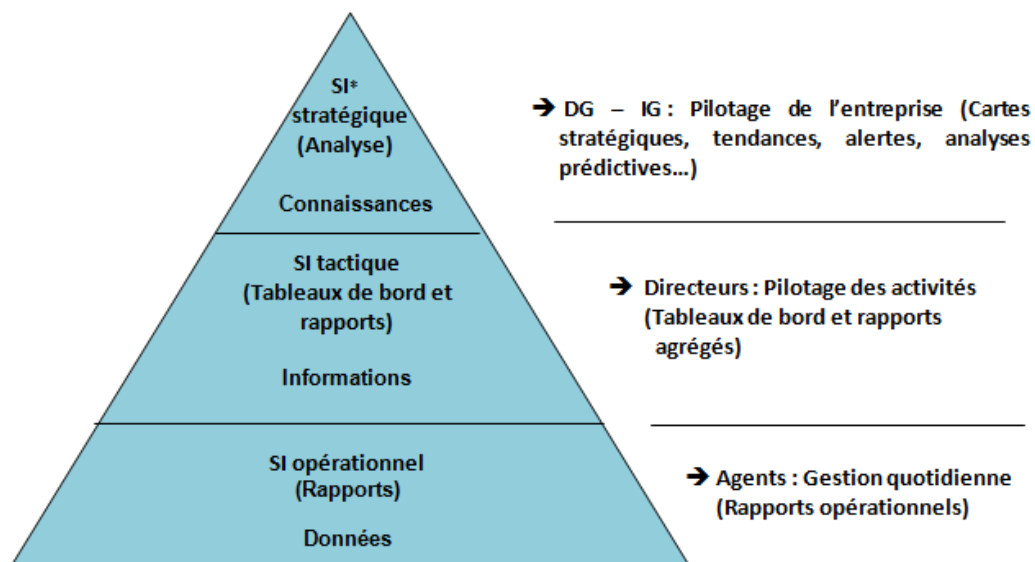 SI*
stratégique
(Analyse)
Connaissances
➔ DG – IG : Pilotage de l'entreprise (Cartes
stratégiques, tendances, alertes, analyses
prédictives…)
SI tactique
(Tableaux de bord et
rapports)
Informations
➔ Directeurs : Pilotage des activités
(Tableaux de bord et rapports
agrégés)
SI opérationnel
(Rapports)
Données
➔ Agents : Gestion quotidienne
(Rapports opérationnels)